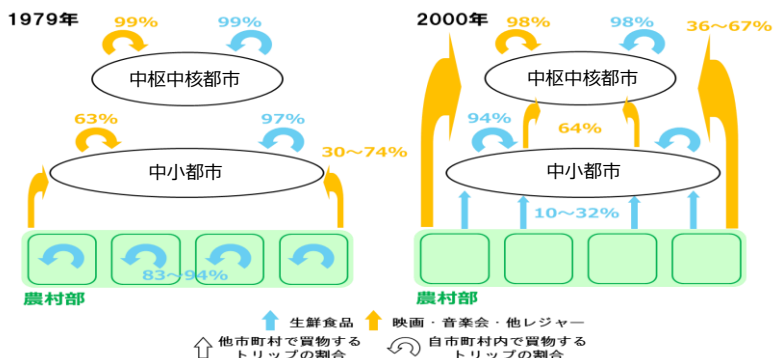 1979年
99%
99%
中枢中核都市
63%
97%
中小都市
30～74%
83～94%
農村部
2000年
98%
98%
36～67%
中枢中核都市
94%
64%
中小都市
10～32%
農村部
生鮮食品
映画・音楽会・他レジャー
他市町村で買物する
トリップの割合
自市町村内で買物する
トリップの割合